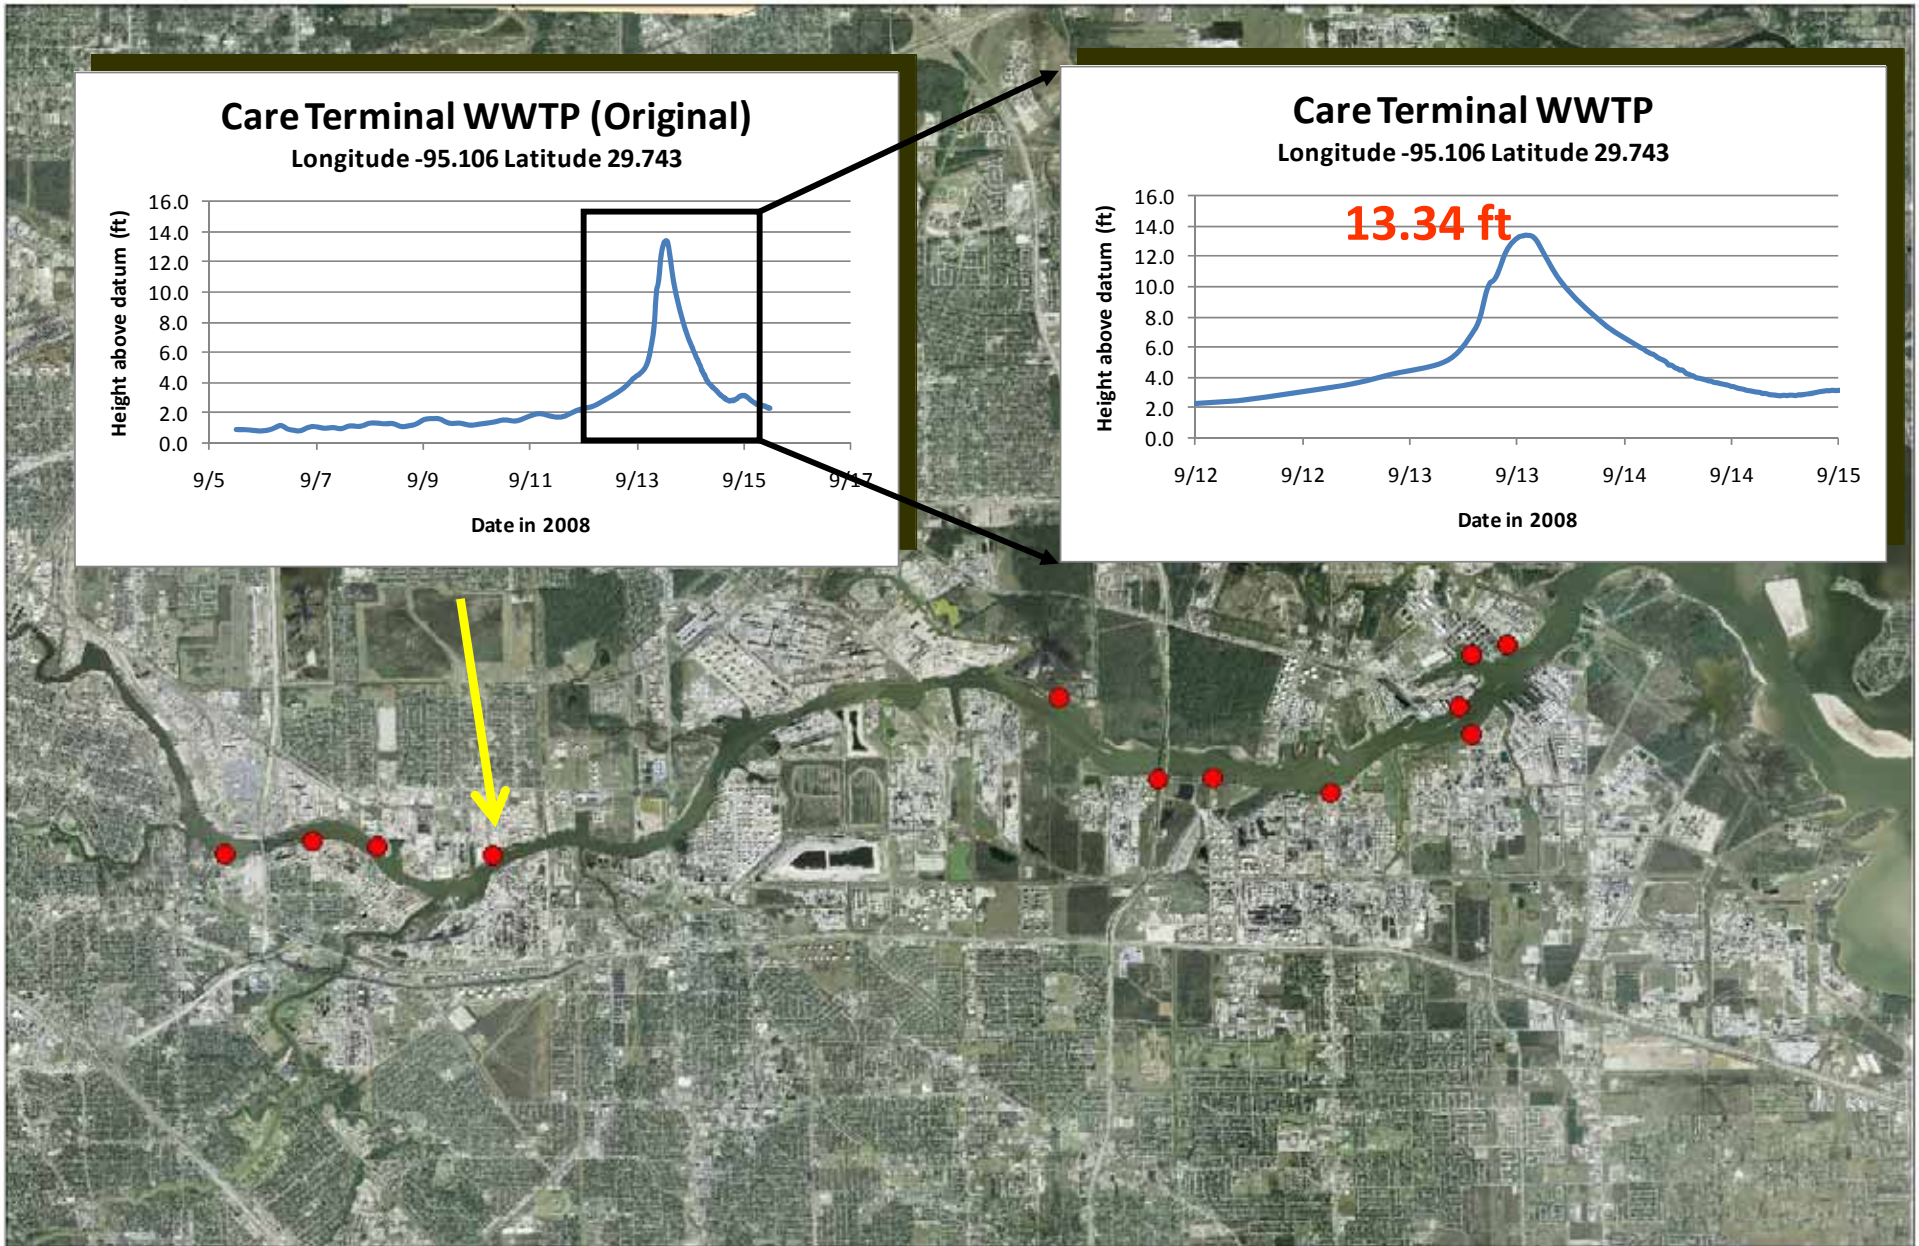 Care Terminal WWTP (Original)
Longitude -95.106 Latitude 29.743
Height above datum (ft)
16.0
14.0
12.0
10.0
8.0
6.0
4.0
2.0
0.0
9/5 9/7 9/9 9/11 9/13 9/15 9/17
Date in 2008
Care Terminal WWTP
Longitude -95.106 Latitude 29.743
13.34 ft
Height above datum (ft)
16.0
14.0
12.0
10.0
8.0
6.0
4.0
2.0
0.0
9/12 9/12 9/13 9/13 9/14 9/14 9/15
Date in 2008